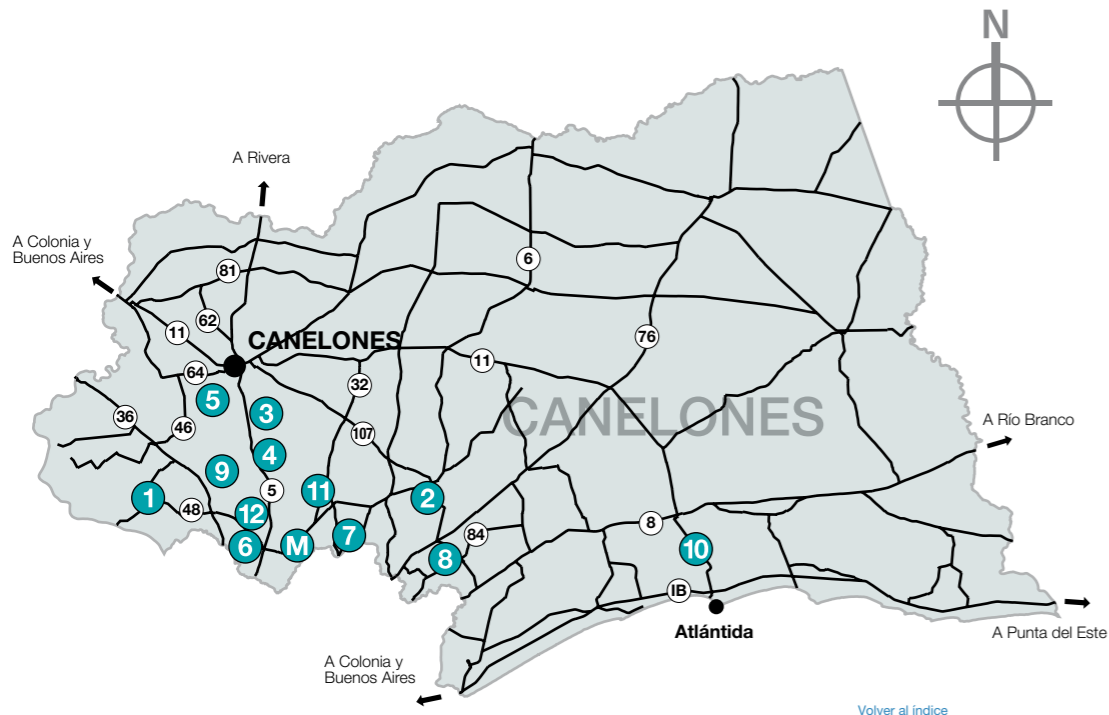 N
A Rivera
A Colonia y
Buenos Aires
6
81
62
11
CANELONES
76
11
64
32
5
3
CANELONES
36
46
107
A Río Branco
4
9
5
11
2
1
48
12
8
84
7
M
6
10
8
IB
Atlántida
A Punta del Este
A Colonia y
Buenos Aires
Volver al índice